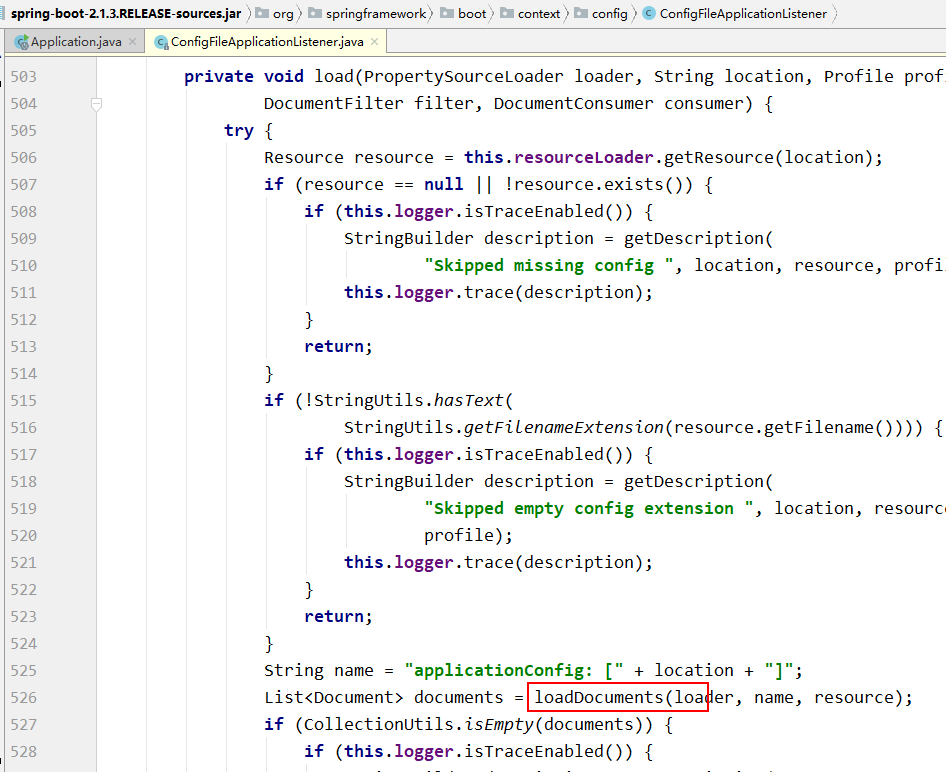 spring-boot-2.1.3.RELEASE-sources.jar org springframework boot context config ConfigFileApplicationListener
Application.java ConfigFileApplicationListener.java
503 private void load(PropertySourceLoader loader, String location, Profile prof
504 DocumentFilter filter, DocumentConsumer consumer) {
505 try {
506 Resource resource = this.resourceLoader.getResource(location);
507 if (resource == null || !resource.exists()) {
508 if (this.logger.isTraceEnabled()) {
509 StringBuilder description = getDescription(
510 "Skipped missing config ", location, resource, profi
511 this.logger.trace(description);
512 }
513 return;
514 }
515 if (!StringUtils.hasText(
516 StringUtils.getFilenameExtension(resource.getFilename()))) {
517 if (this.logger.isTraceEnabled()) {
518 StringBuilder description = getDescription(
519 "Skipped empty config extension ", location, resourc
520 profile);
521 this.logger.trace(description);
522 }
523 return;
524 }
525 String name = "applicationConfig: [" + location + "]";
526 List<Document> documents = loadDocuments(loader, name, resource);
527 if (CollectionUtils.isEmpty(documents)) {
528 if (this.logger.isTraceEnabled()) {